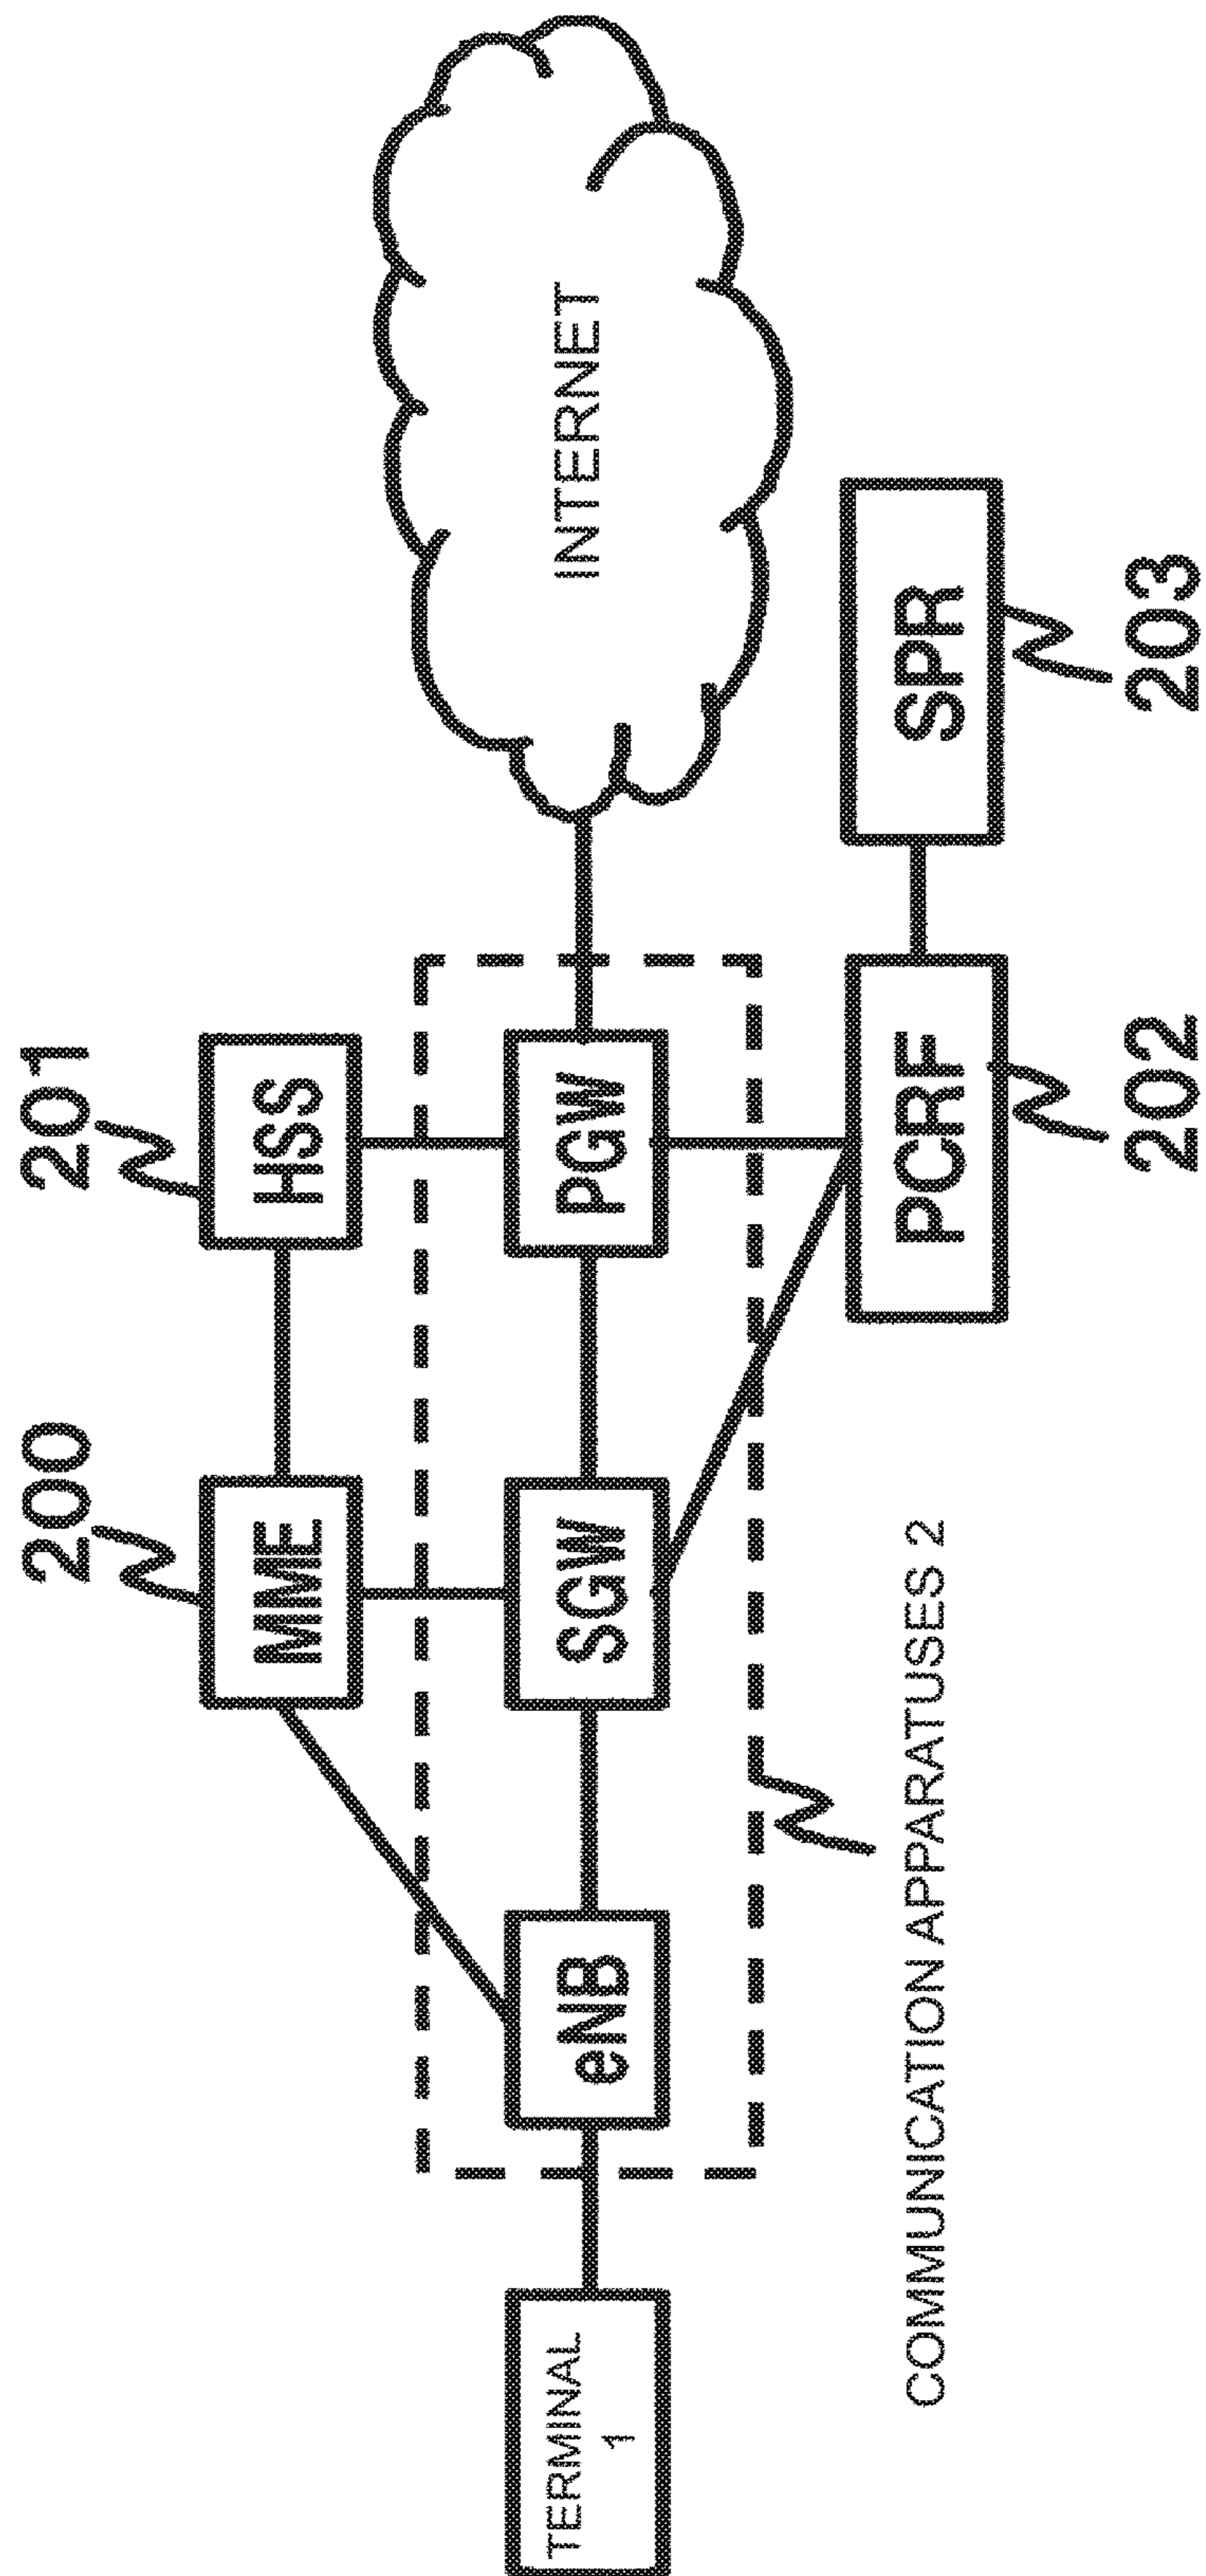 200
201
MME
HSS
TERMINAL
1
eNB
SGW
PGW
INTERNET
COMMUNICATION APPARATUSES 2
PCRF
SPR
202
203